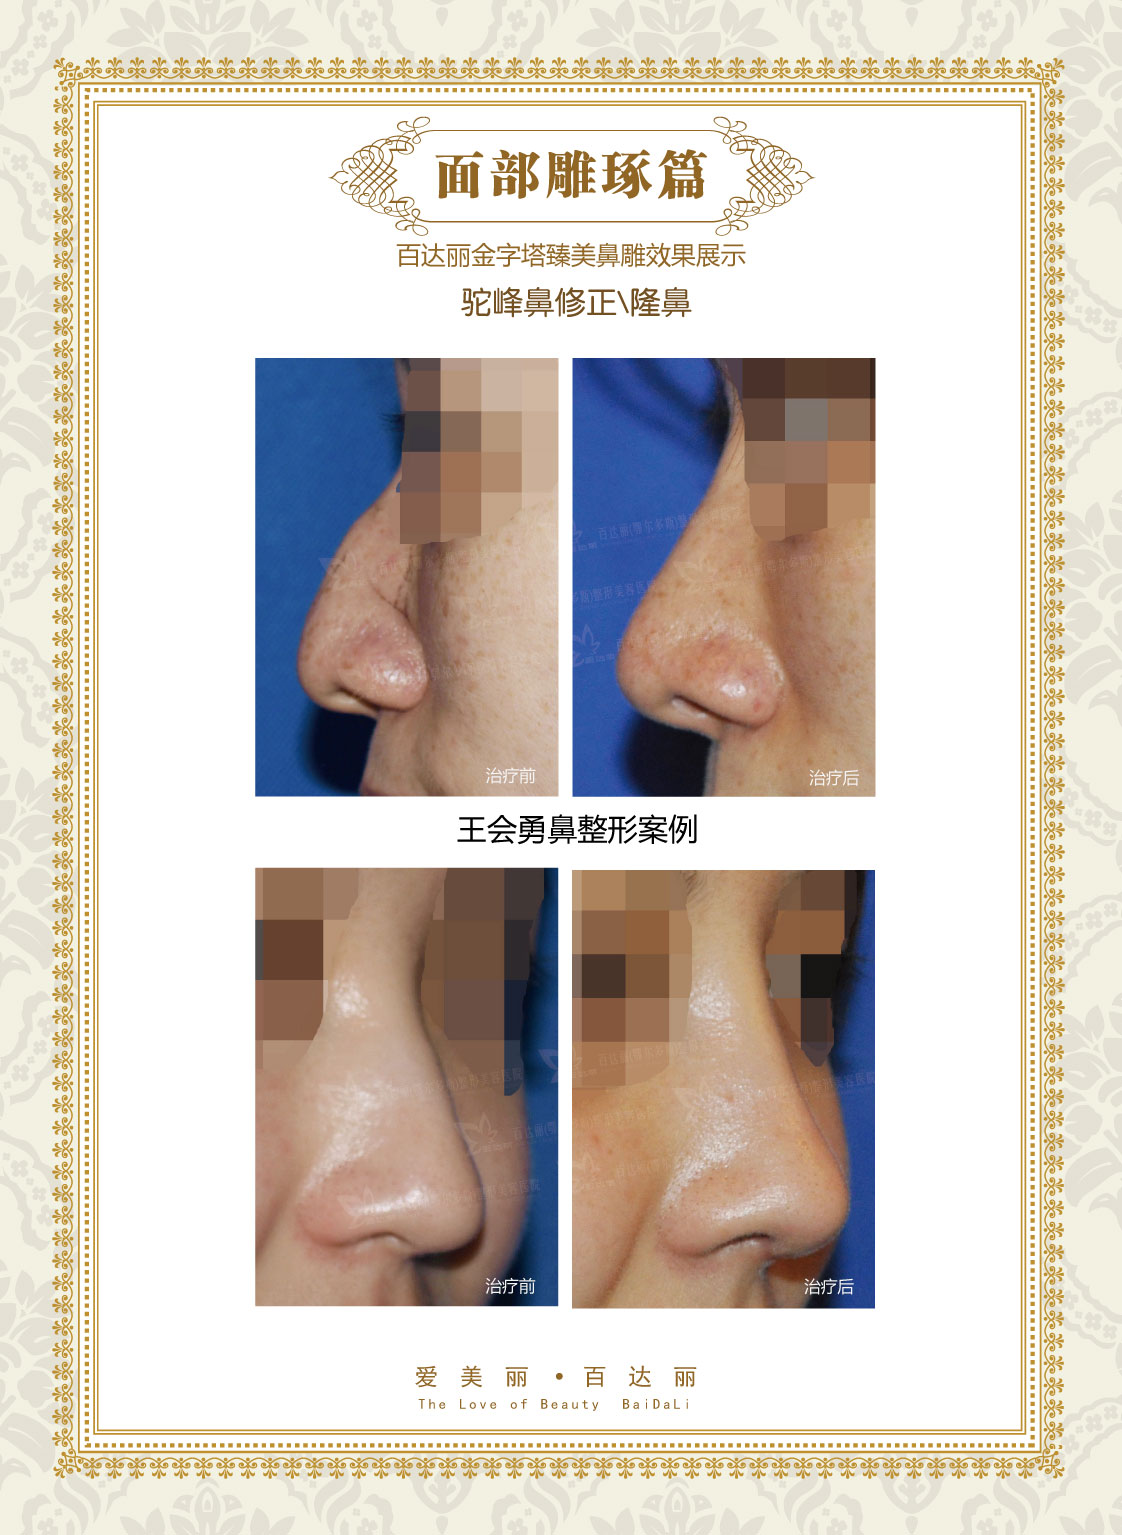 面部雕琢篇
百达丽金字塔臻美鼻雕效果展示
驼峰鼻修正\隆鼻
治疗前
治疗后
王会勇鼻整形案例
治疗前
治疗后
爱美丽·百达丽
The Love of Beauty BaiDaLi